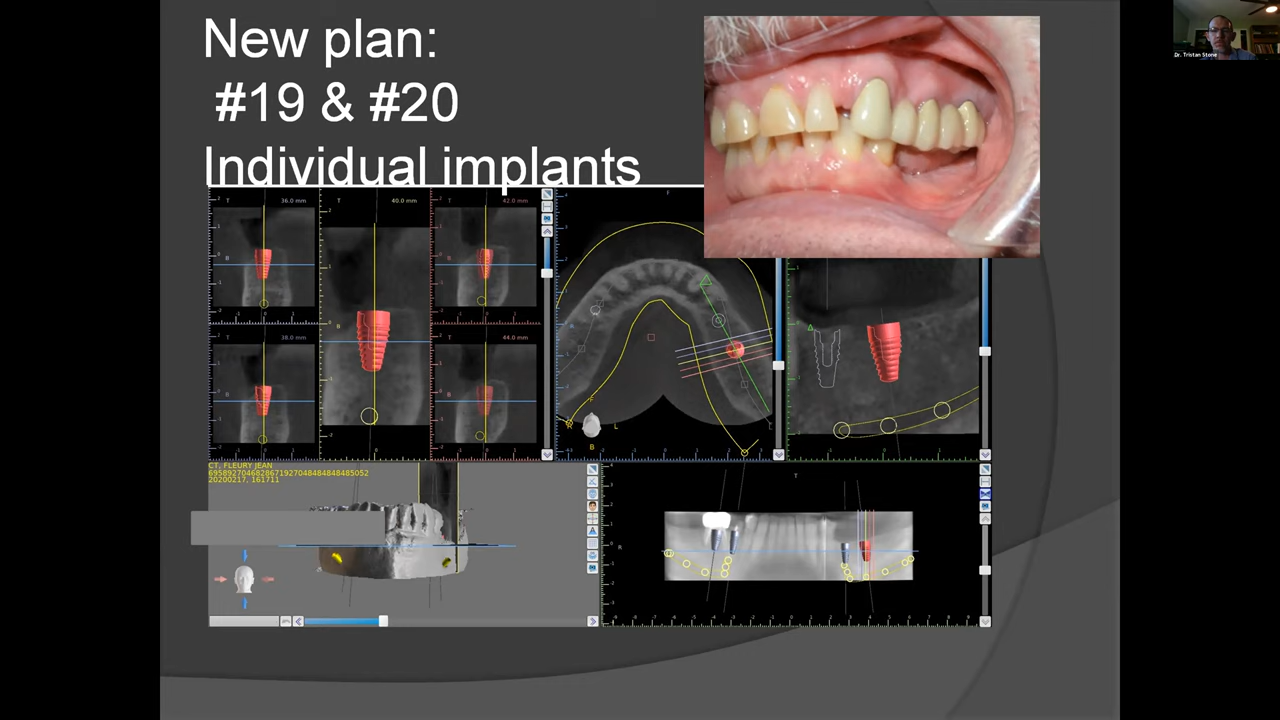 New plan:
#19 & #20
Individual implants
Dr. Tristan Stone
T
36.0 mm
T
40.0 mm
T
42.0 mm
B
B
T
38.0 mm
T
44.0 mm
B
L
B
CT, FLEURY JEAN
20200217, 161711
T
R